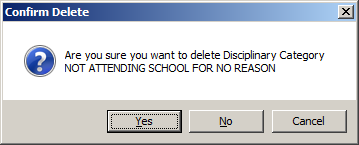 Confirm Delete
Are you sure you want to delete Disciplinary Category
NOT ATTENDING SCHOOL FOR NO REASON
Yes
No
Cancel